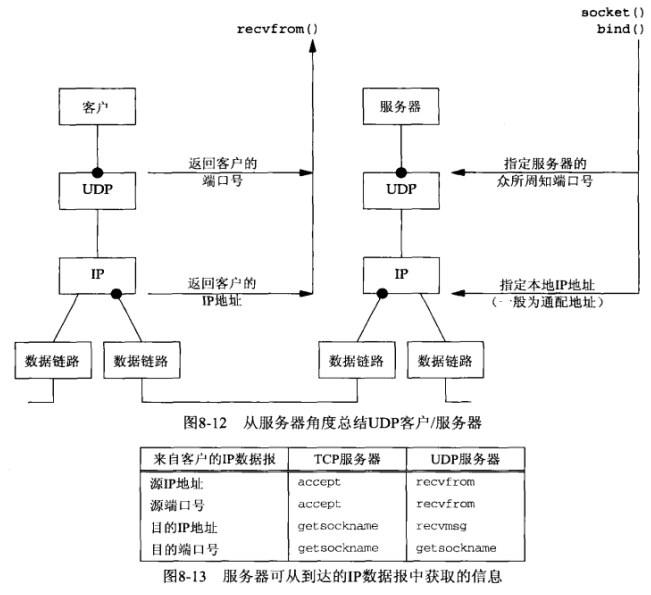 socket()
recvfrom()
bind()
客户
服务器
返回客户的
端口号
指定服务器的
众所周知端口号
UDP
UDP
IP
IP
返回客户的
IP地址
指定本地IP地址
（一般为通配地址）
数据链路
数据链路
数据链路
数据链路
图8-12 从服务器角度总结UDP客户/服务器
来自客户的IP数据报 TCP服务器 UDP服务器
源IP地址 accept recvfrom
源端口号 accept recvfrom
目的IP地址 getsockname recvmsg
目的端口号 getsockname getsockname
图8-13 服务器可从到达的IP数据报中获取的信息